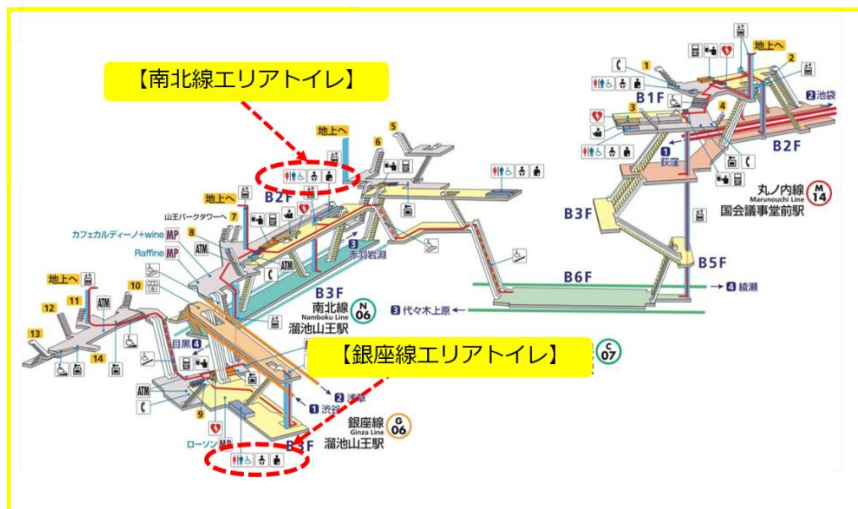 【南北線エリアトイレ】
地上へ
6
5
B2F
地上へ
山王パークタワーへ 7
カフェカルディーノ+wine MP
8
Raffine MP
ATM
地上へ
10
11
12
13
14
ATM
ATM
ATM
目黒 4
3
赤羽岩淵
B3F
南北線
Namboku Line
溜池山王駅
N
06
【銀座線エリアトイレ】
2 浅草
1 渋谷
9
ローソン MP
B3F
銀座線
Ginza Line
溜池山王駅
G
06
C
07
1
地上へ
2
B1F
3
4
2 池袋
1
荻窪
B2F
丸ノ内線
Marunouchi Line
国会議事堂前駅
M
14
B3F
B5F
B6F
4 綾瀬
3 代々木上原